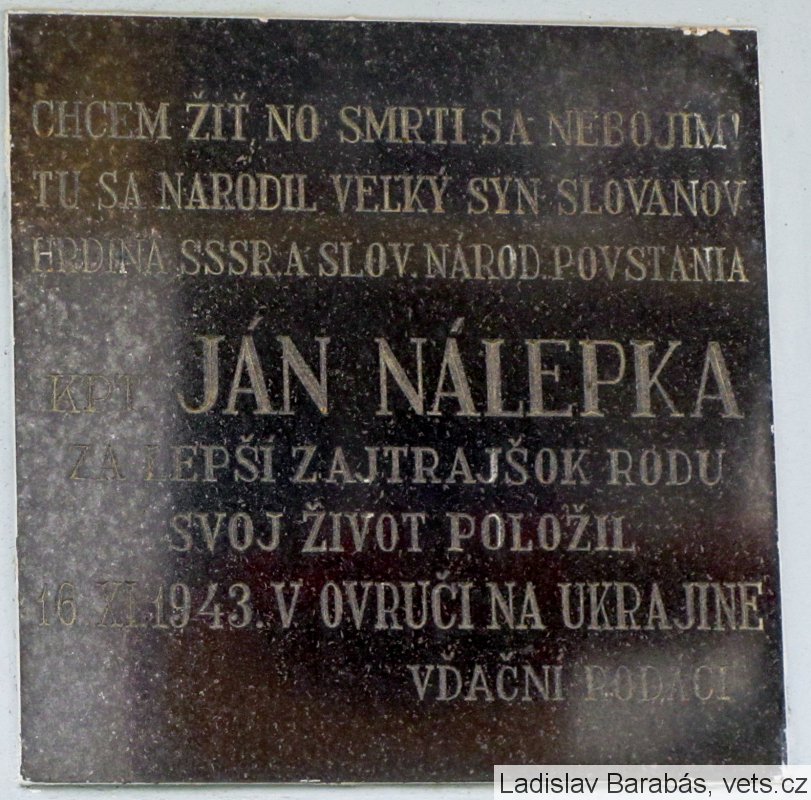 CHCEM ŽIŤ NO SMRTI SA NEBOJÍM!
TU SA NARODIL VEĽKÝ SYN SLOVANOV
HRDINA SSSR. A SLOV. NÁROD. POVSTANIA
KPT. JÁN NÁLEPKA
ZA LEPŠÍ ZAJTRAJŠOK RODU
SVOJ ŽIVOT POLOŽIL
16. XI. 1943. V OVRUČI NA UKRAJINE
VĎAČNÍ RODÁCI
Ladislav Barabás, vets.cz